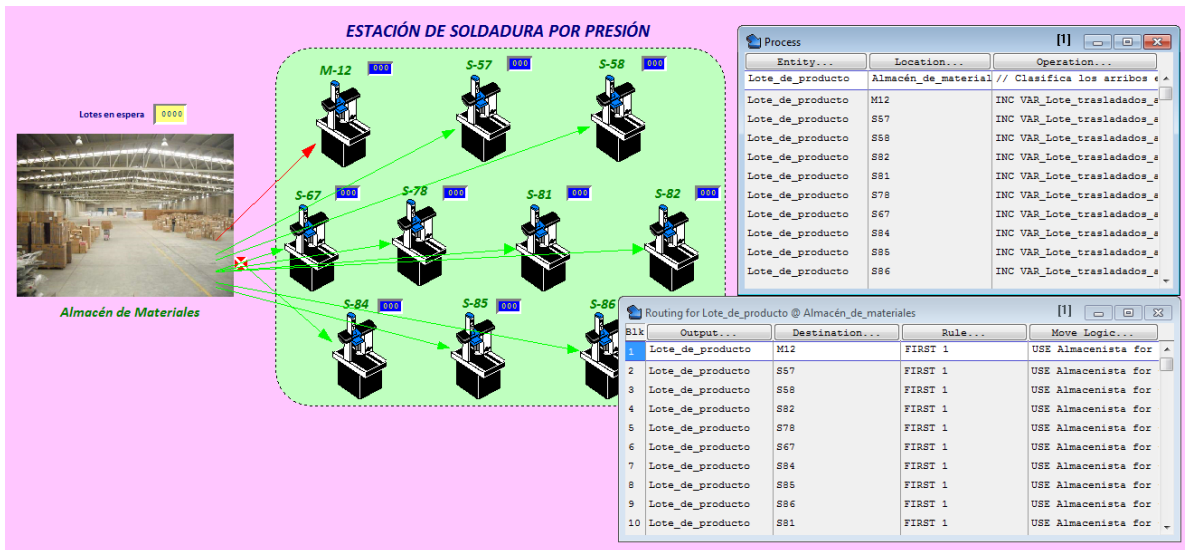 ESTACIÓN DE SOLDADURA POR PRESIÓN
M-12 000
S-57 000
S-58 000
Lotes en espera 0000
S-67 000
S-78 000
S-81 000
S-82 000
Almacén de Materiales
S-84 000
S-85 000
S-86
Process [1]
Entity... Location... Operation...
Lote_de_producto Almacén_de_material // Clasifica los arribos e
Lote_de_producto M12 INC VAR_Lote_trasladados_a
Lote_de_producto S57 INC VAR_Lote_trasladados_a
Lote_de_producto S58 INC VAR_Lote_trasladados_a
Lote_de_producto S82 INC VAR_Lote_trasladados_a
Lote_de_producto S81 INC VAR_Lote_trasladados_a
Lote_de_producto S78 INC VAR_Lote_trasladados_a
Lote_de_producto S67 INC VAR_Lote_trasladados_a
Lote_de_producto S84 INC VAR_Lote_trasladados_a
Lote_de_producto S85 INC VAR_Lote_trasladados_a
Lote_de_producto S86 INC VAR_Lote_trasladados_a
Routing for Lote_de_producto @ Almacén_de_materiales [1]
Blk Output... Destination... Rule... Move Logic...
1 Lote_de_producto M12 FIRST 1 USE Almacenista for
2 Lote_de_producto S57 FIRST 1 USE Almacenista for
3 Lote_de_producto S58 FIRST 1 USE Almacenista for
4 Lote_de_producto S82 FIRST 1 USE Almacenista for
5 Lote_de_producto S78 FIRST 1 USE Almacenista for
6 Lote_de_producto S67 FIRST 1 USE Almacenista for
7 Lote_de_producto S84 FIRST 1 USE Almacenista for
8 Lote_de_producto S85 FIRST 1 USE Almacenista for
9 Lote_de_producto S86 FIRST 1 USE Almacenista for
10 Lote_de_producto S81 FIRST 1 USE Almacenista for